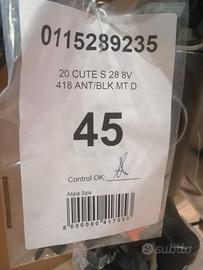 0115289235
20 CUTE S 28 8V
418 ANT/BLK MT D
45
Control OK:
Atala Spa
subito